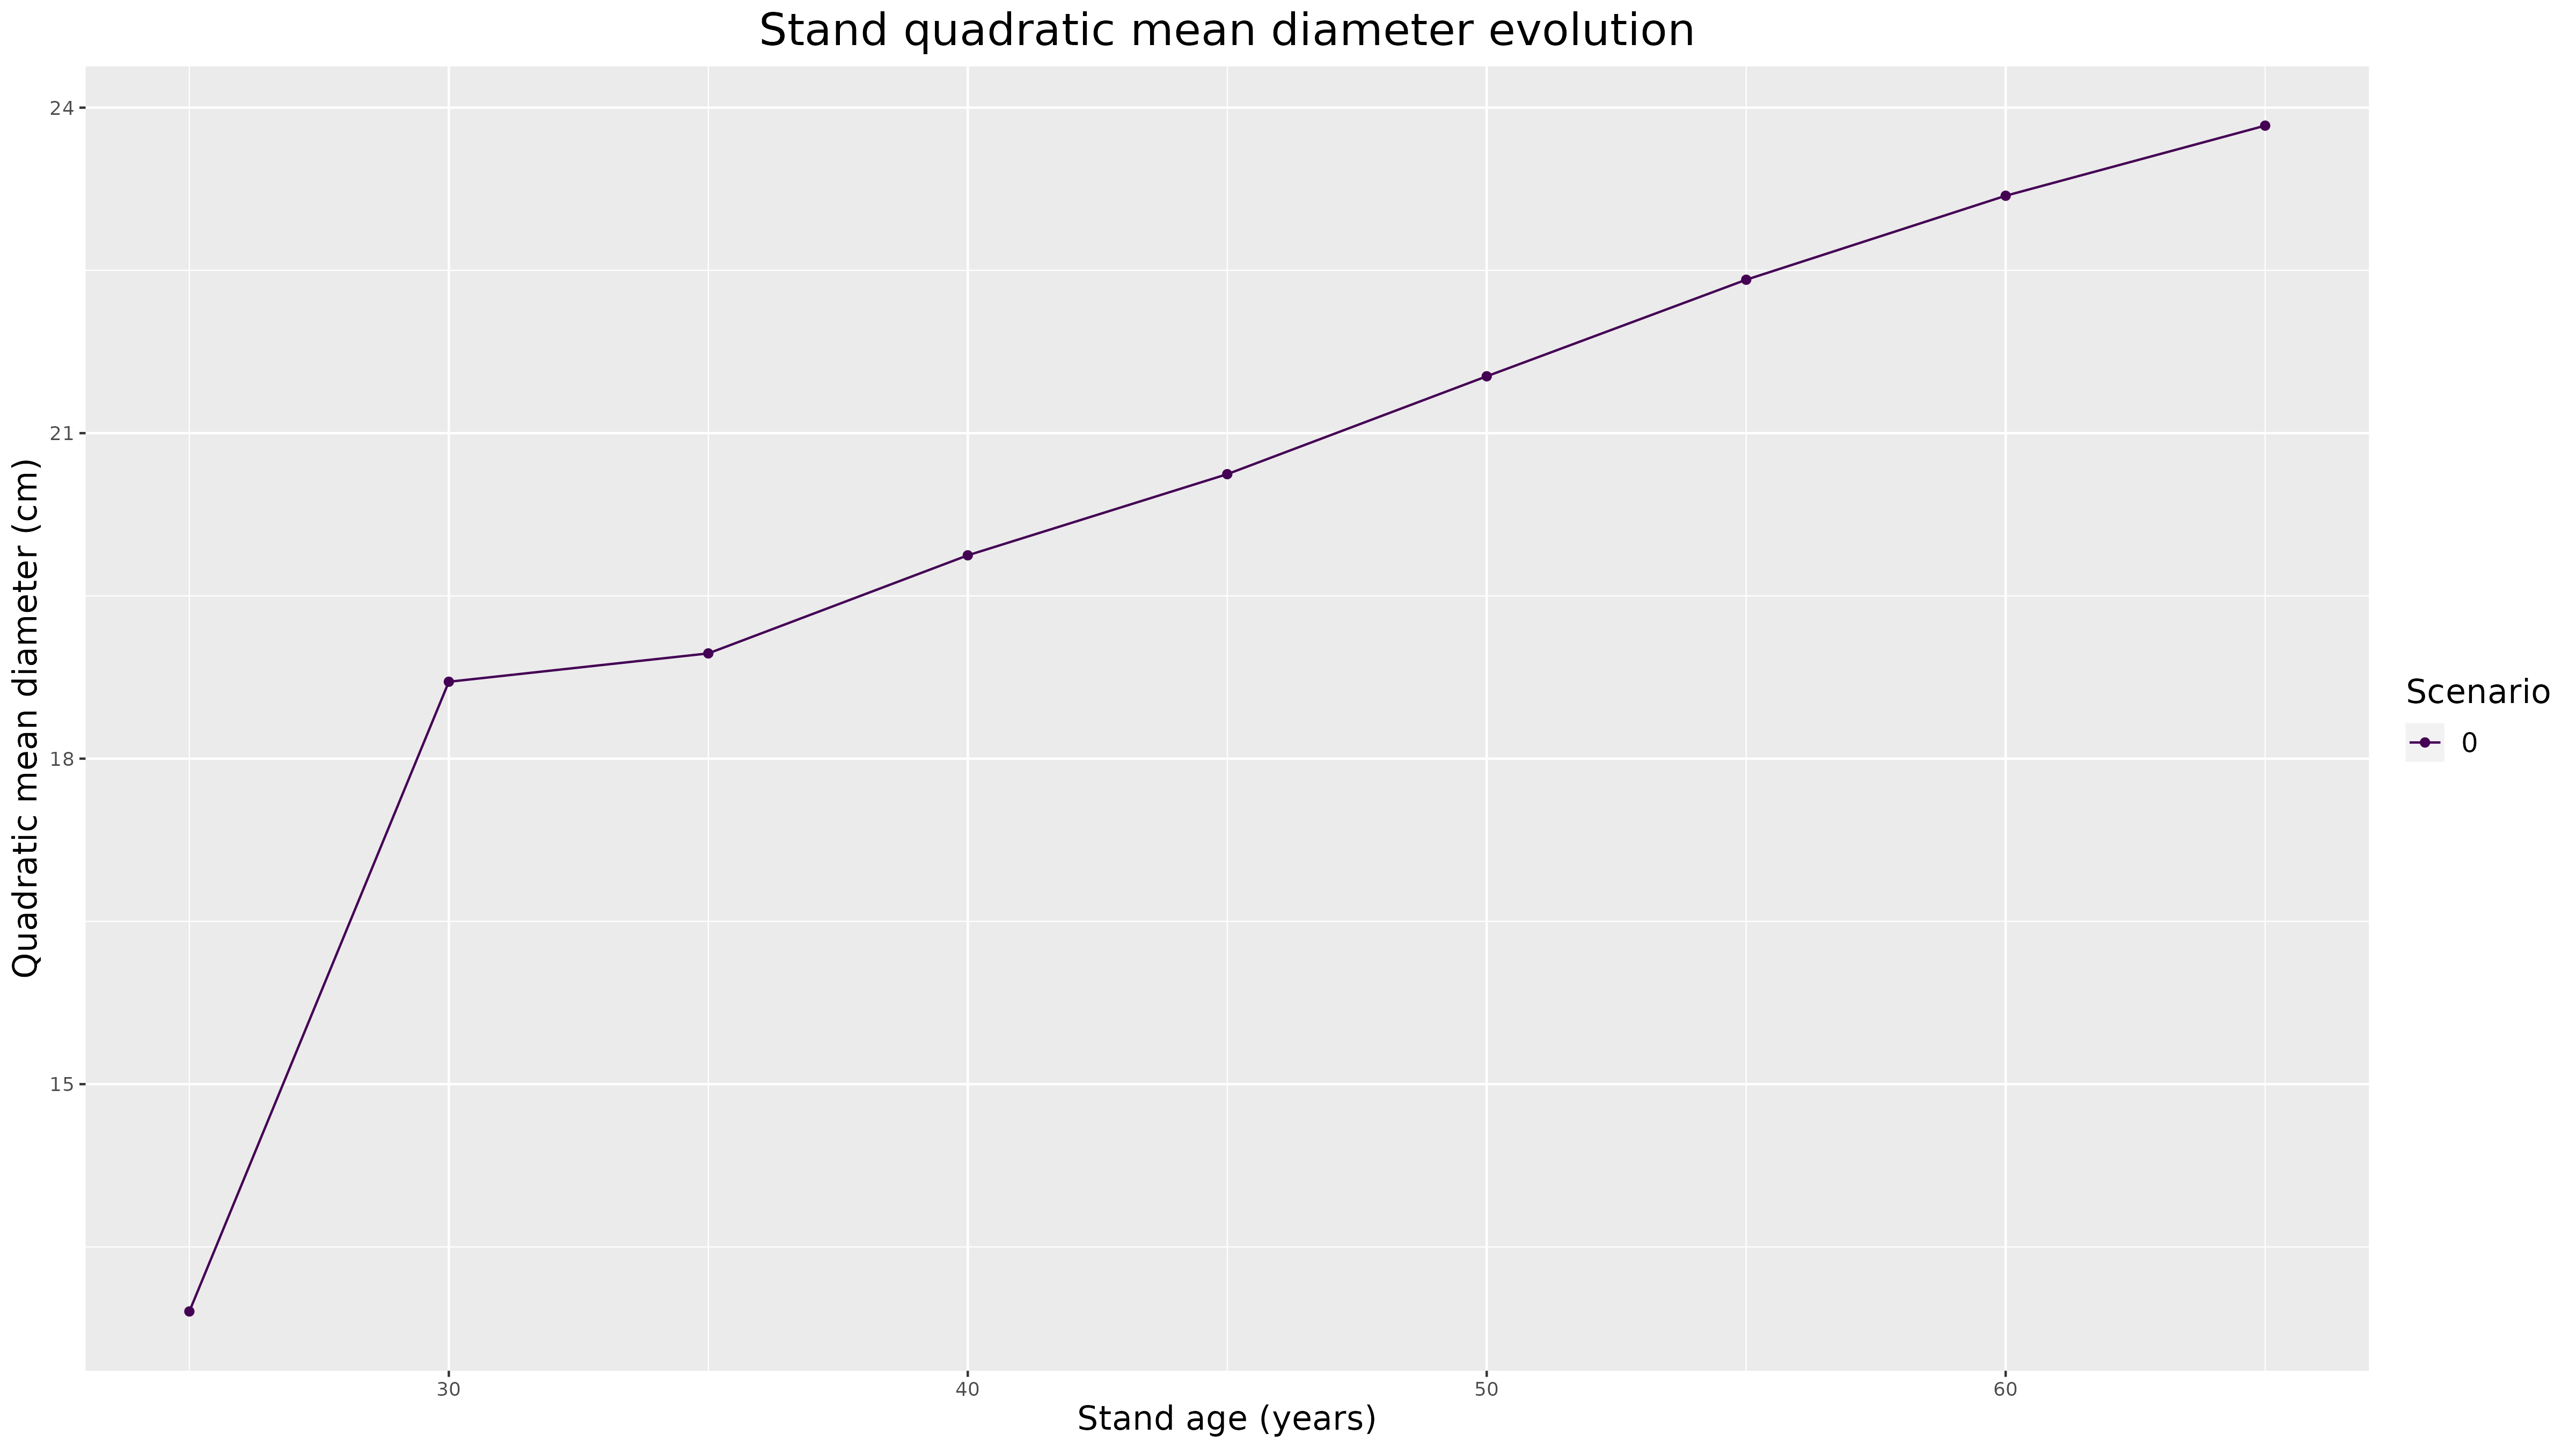 Stand quadratic mean diameter evolution
24
21
18
15
Quadratic mean diameter (cm)
30
40
50
60
Stand age (years)
Scenario
0